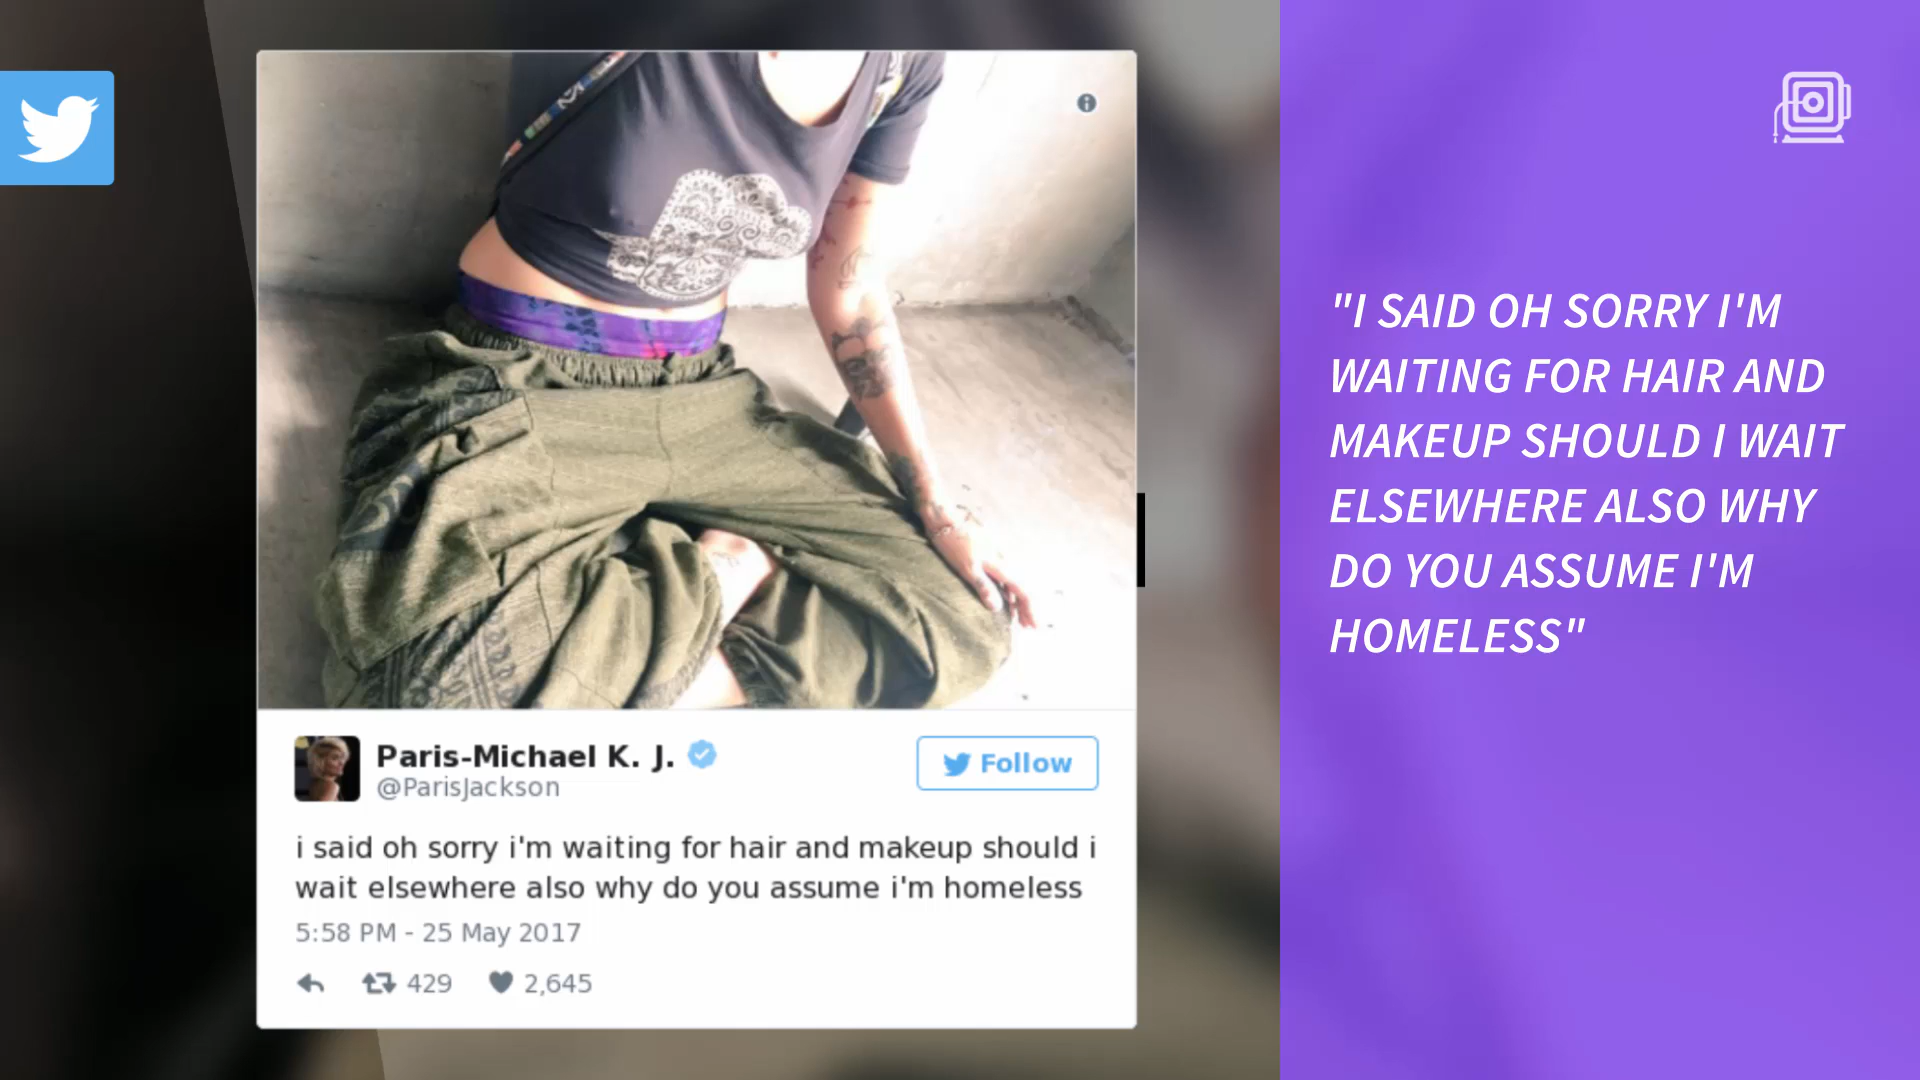 Paris-Michael K. J.
@ParisJackson
Follow
i said oh sorry i'm waiting for hair and makeup should i
wait elsewhere also why do you assume i'm homeless
5:58 PM - 25 May 2017
429 2,645
"I SAID OH SORRY I'M
WAITING FOR HAIR AND
MAKEUP SHOULD I WAIT
ELSEWHERE ALSO WHY
DO YOU ASSUME I'M
HOMELESS"